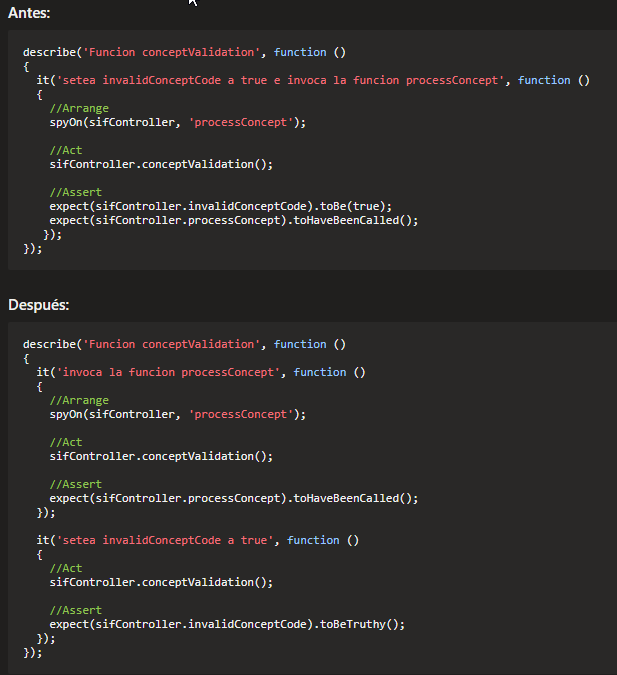 Antes:
describe('Funcion conceptValidation', function ()
{
  it('setea invalidConceptCode a true e invoca la funcion processConcept', function ()
  {
    //Arrange
    spyOn(sifController, 'processConcept');

    //Act
    sifController.conceptValidation();

    //Assert
    expect(sifController.invalidConceptCode).toBe(true);
    expect(sifController.processConcept).toHaveBeenCalled();
   });
});
Después:
describe('Funcion conceptValidation', function ()
{
  it('invoca la funcion processConcept', function ()
  {
    //Arrange
    spyOn(sifController, 'processConcept');

    //Act
    sifController.conceptValidation();

    //Assert
    expect(sifController.processConcept).toHaveBeenCalled();
  });

  it('setea invalidConceptCode a true', function ()
  {
    //Act
    sifController.conceptValidation();

    //Assert
    expect(sifController.invalidConceptCode).toBeTruthy();
  });
});